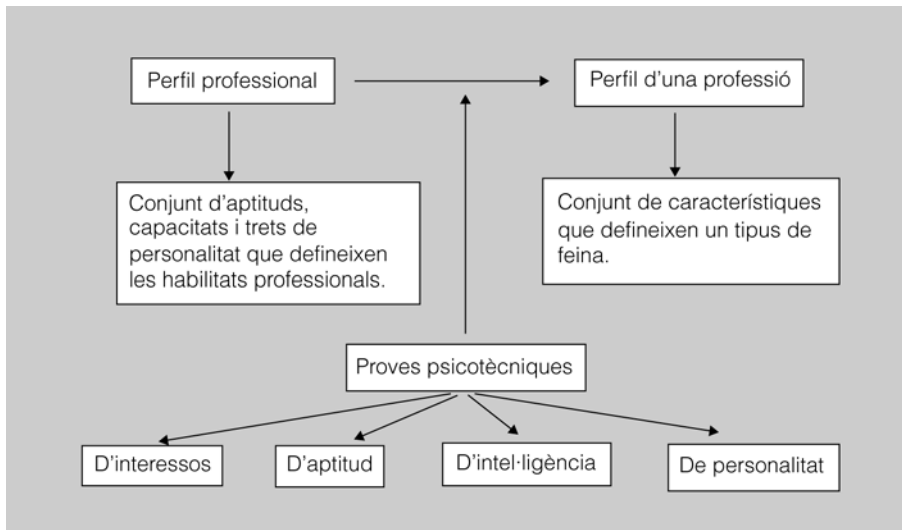 Perfil professional
Perfil d'una professió
Conjunt d'aptituds,
capacitats i trets de
personalitat que defineixen
les habilitats professionals.
Conjunt de característiques
que defineixen un tipus de
feina.
Proves psicotècniques
D'interessos
D'aptitud
D'intel·ligència
De personalitat